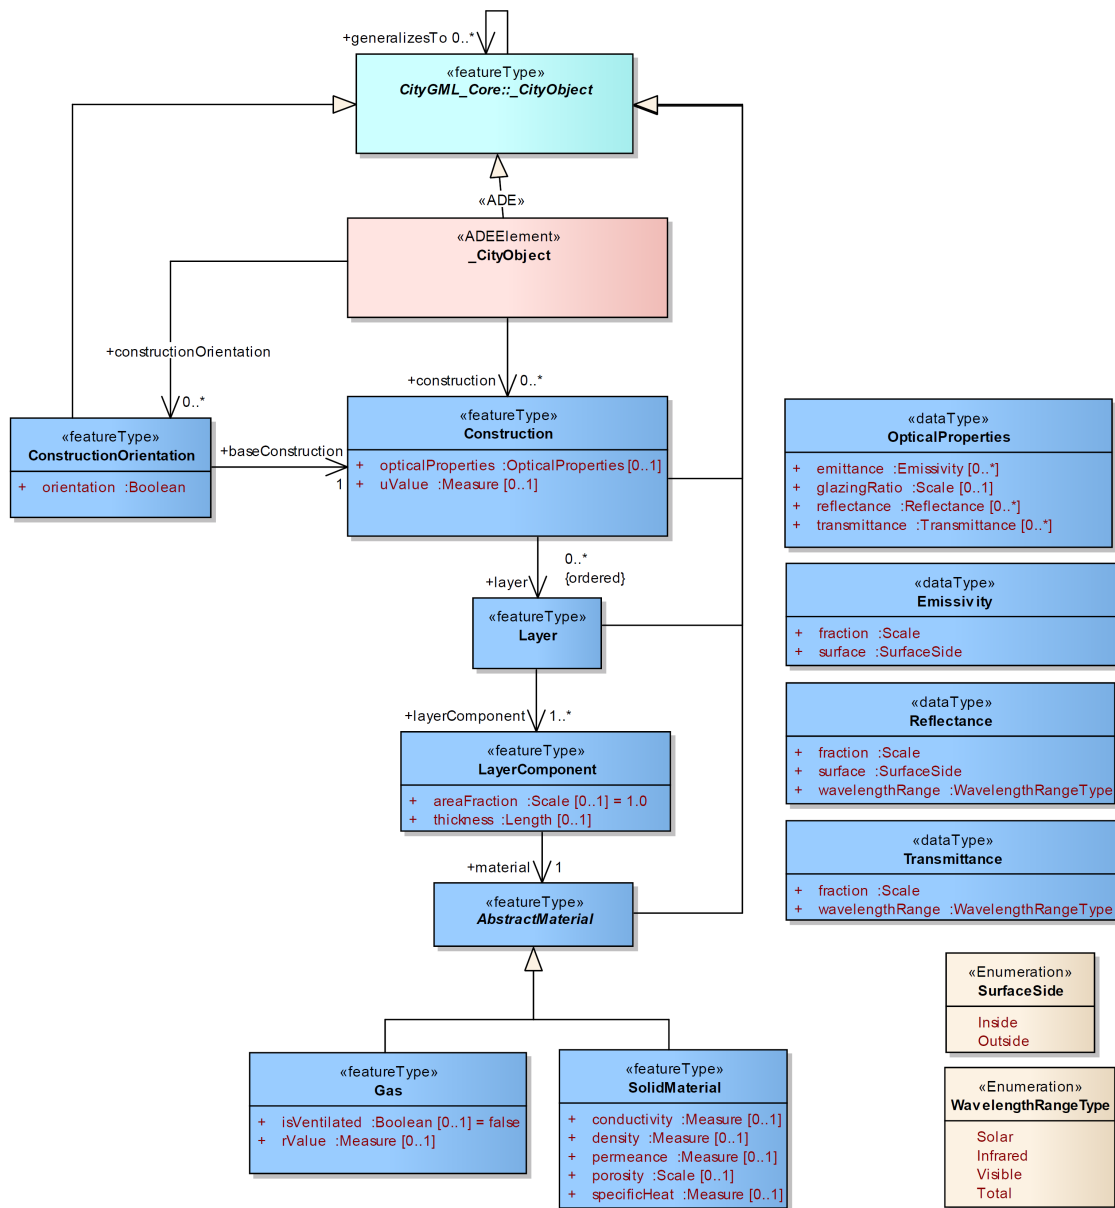 +generalizesTo 0..*
«featureType»
CityGML_Core::_CityObject
«ADE»
«ADEElement»
_CityObject
+constructionOrientation
0..*
+construction
0..*
«featureType»
ConstructionOrientation
+ orientation :Boolean
+baseConstruction
1
«featureType»
Construction
+ opticalProperties :OpticalProperties [0..1]
+ uValue :Measure [0..1]
+layer
0..*
{ordered}
«featureType»
Layer
+layerComponent
1..*
«featureType»
LayerComponent
+ areaFraction :Scale [0..1] = 1.0
+ thickness :Length [0..1]
+material
1
«featureType»
AbstractMaterial
«featureType»
Gas
+ isVentilated :Boolean [0..1] = false
+ rValue :Measure [0..1]
«featureType»
SolidMaterial
+ conductivity :Measure [0..1]
+ density :Measure [0..1]
+ permeance :Measure [0..1]
+ porosity :Scale [0..1]
+ specificHeat :Measure [0..1]
«dataType»
OpticalProperties
+ emittance :Emissivity [0..*]
+ glazingRatio :Scale [0..1]
+ reflectance :Reflectance [0..*]
+ transmittance :Transmittance [0..*]
«dataType»
Emissivity
+ fraction :Scale
+ surface :SurfaceSide
«dataType»
Reflectance
+ fraction :Scale
+ surface :SurfaceSide
+ wavelengthRange :WavelengthRangeType
«dataType»
Transmittance
+ fraction :Scale
+ wavelengthRange :WavelengthRangeType
«Enumeration»
SurfaceSide
Inside
Outside
«Enumeration»
WavelengthRangeType
Solar
Infrared
Visible
Total